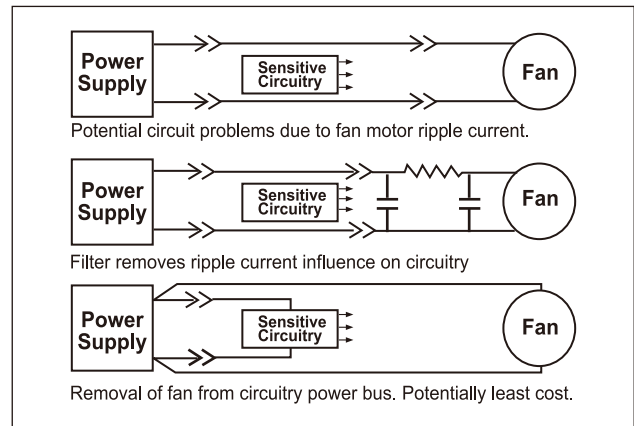 Power
Supply
Sensitive
Circuitry
Fan
Potential circuit problems due to fan motor ripple current.
Power
Supply
Sensitive
Circuitry
Fan
Filter removes ripple current influence on circuitry
Power
Supply
Sensitive
Circuitry
Fan
Removal of fan from circuitry power bus. Potentially least cost.